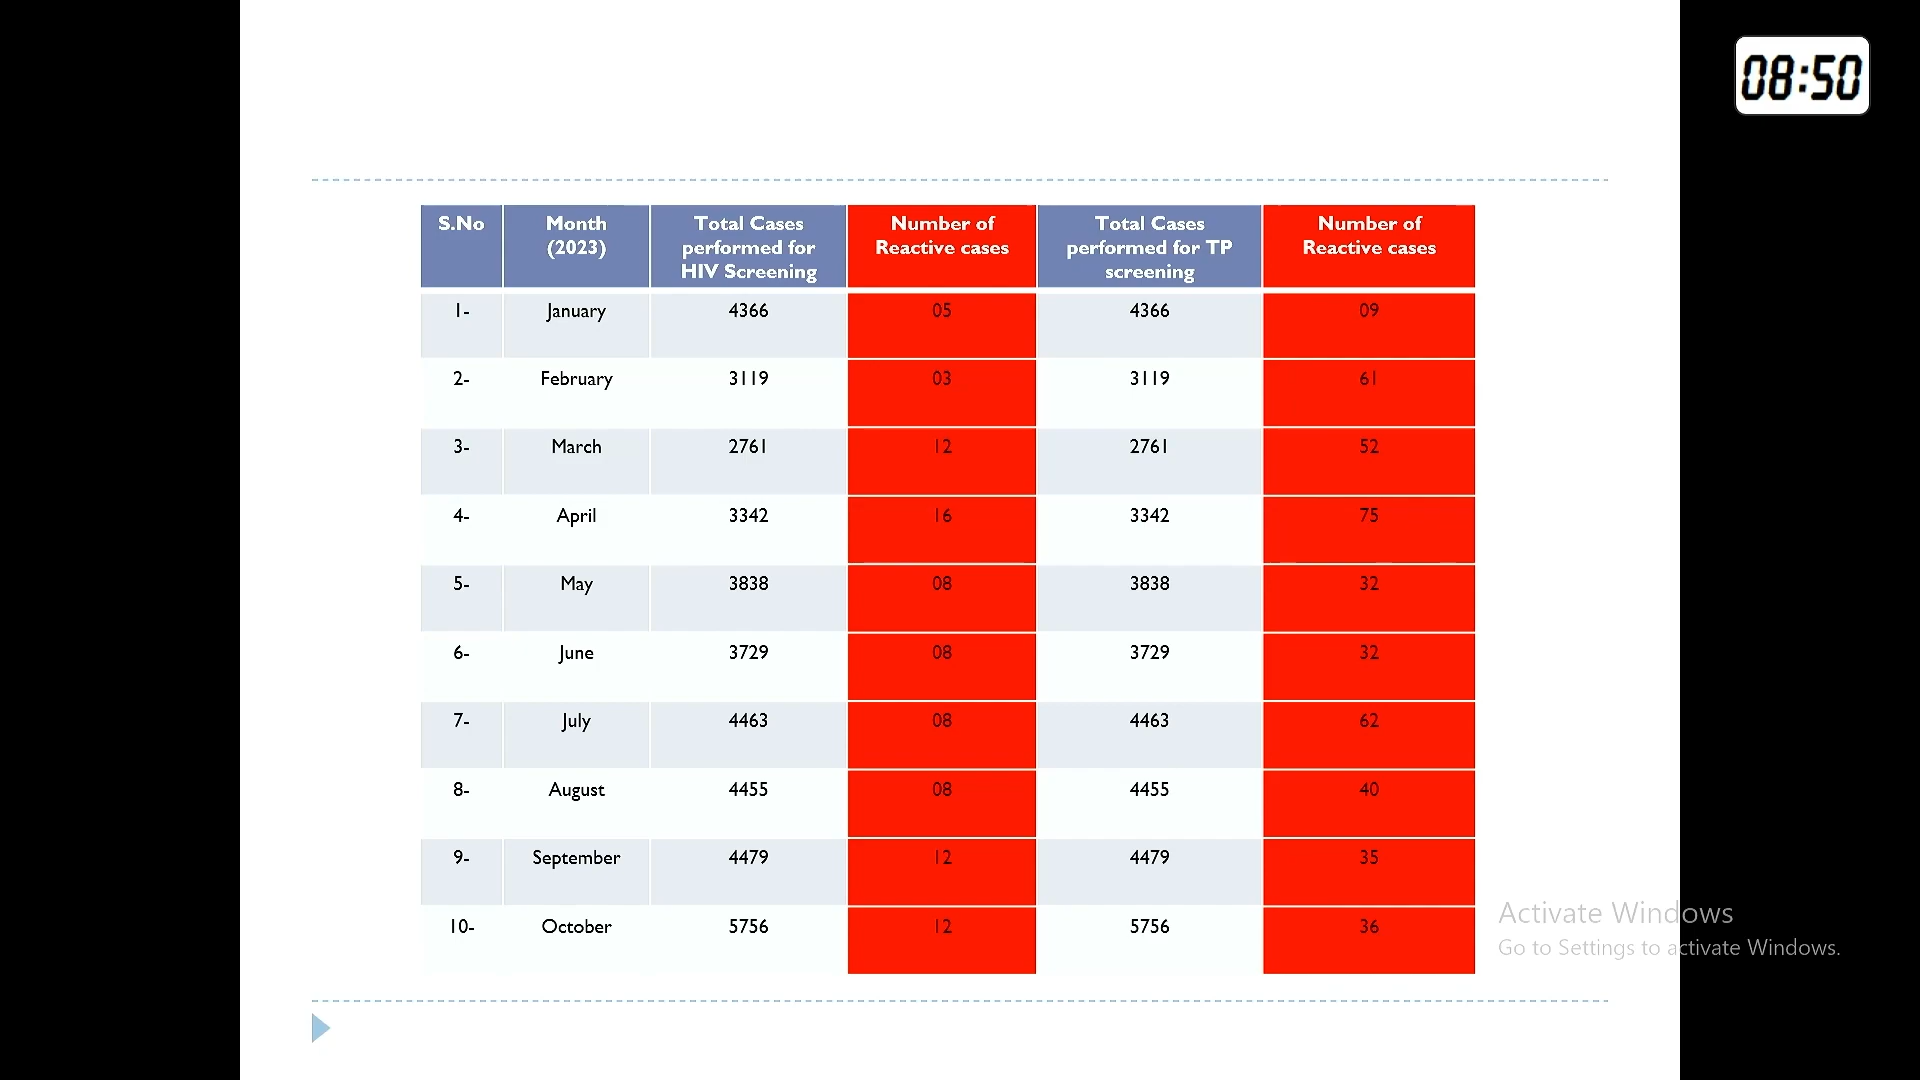 08:50
S.No Month (2023) Total Cases performed for HIV Screening Number of Reactive cases Total Cases performed for TP screening Number of Reactive cases
1- January 4366 05 4366 09
2- February 3119 03 3119 61
3- March 2761 12 2761 52
4- April 3342 16 3342 75
5- May 3838 08 3838 32
6- June 3729 08 3729 32
7- July 4463 08 4463 62
8- August 4455 08 4455 40
9- September 4479 12 4479 35
10- October 5756 12 5756 36
Activate Windows
Go to Settings to activate Windows.